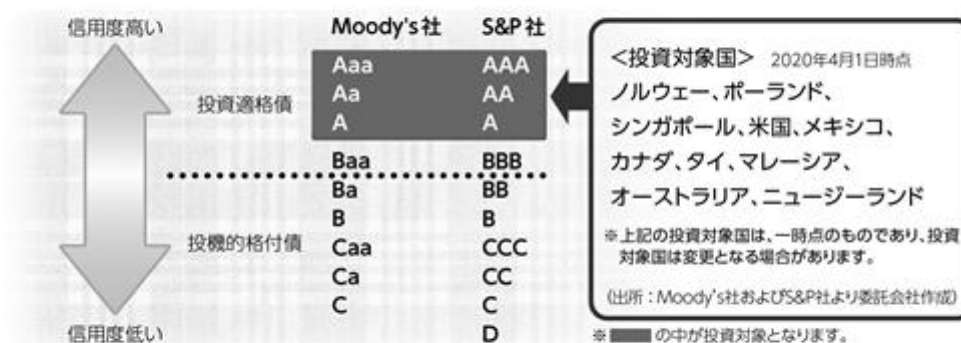 信用度高い
Moody's社 S&P社
Aaa AAA
Aa AA
投資適格債
A A
Baa BBB
Ba BB
B B
投機的格付債
Caa CCC
Ca CC
C C
信用度低い
D
<投資対象国> 2020年4月1日時点
ノルウェー、ポーランド、
シンガポール、米国、メキシコ、
カナダ、タイ、マレーシア、
オーストラリア、ニュージーランド
※上記の投資対象国は、一時点のものであり、投資
対象国は変更となる場合があります。
(出所:Moody's社およびS&P社より委託会社作成)
※ の中が投資対象となります。